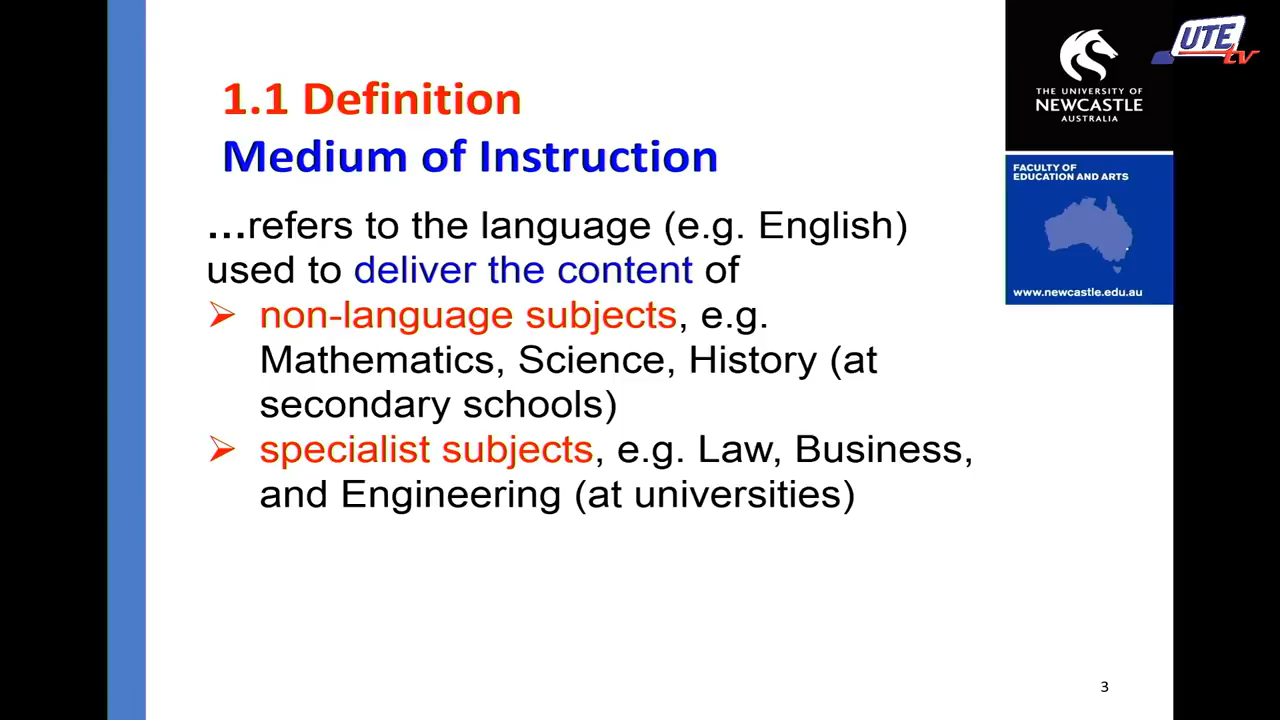 1.1 Definition
Medium of Instruction
…refers to the language (e.g. English)
used to deliver the content of
➢ non-language subjects, e.g.
Mathematics, Science, History (at
secondary schools)
➢ specialist subjects, e.g. Law, Business,
and Engineering (at universities)
THE UNIVERSITY OF
NEWCASTLE
AUSTRALIA
FACULTY OF
EDUCATION AND ARTS
www.newcastle.edu.au
UTE
tv
3